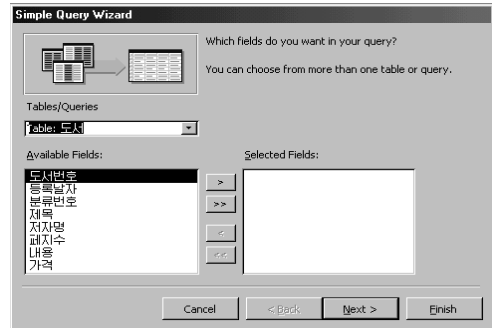 Simple Query Wizard
Which fields do you want in your query?
You can choose from more than one table or query.
Tables/Queries
Table: 도서
Available Fields:
Selected Fields:
도서번호
등록날자
분류번호
제목
저자명
페지수
내용
가격
>
>>
<
<<
Cancel
< Back
Next >
Finish